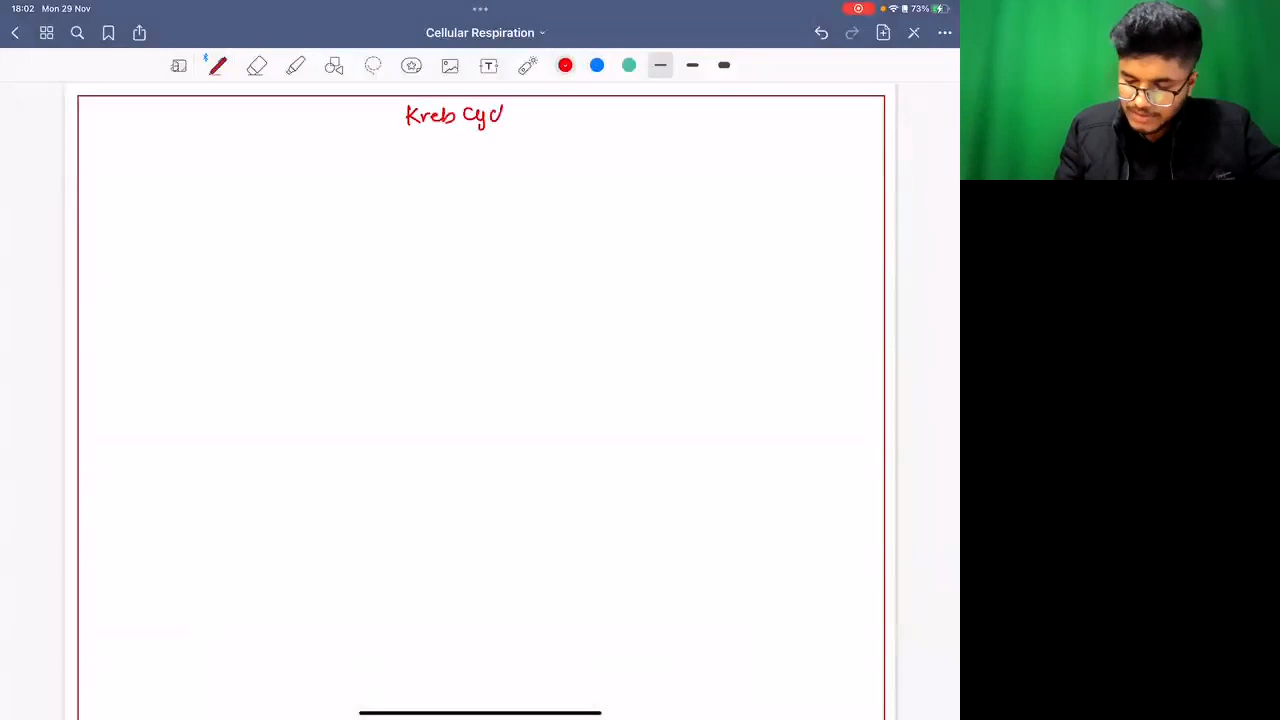 18:02 Mon 29 Nov
73%
Cellular Respiration
T
Kreb Cycl